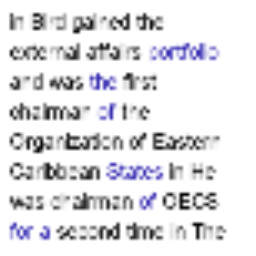 in Bird gained the
external affairs portfolio
and was the first
chairman of the
Organization of Eastern
Caribbean States in He
was chairman of OECS
for a second time in The